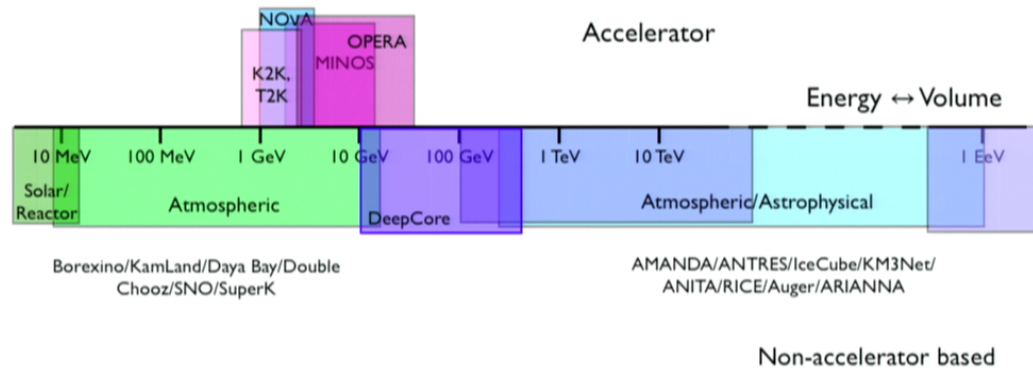 NOvA
Accelerator
OPERA
MINOS
K2K,
T2K
Energy ↔ Volume
10 MeV
100 MeV
1 GeV
10 GeV
100 GeV
1 TeV
10 TeV
1 EeV
Solar/
Reactor
Atmospheric
DeepCore
Atmospheric/Astrophysical
Borexino/KamLand/Daya Bay/Double
Chooz/SNO/SuperK
AMANDA/ANTRES/IceCube/KM3Net/
ANITA/RICE/Auger/ARIANNA
Non-accelerator based